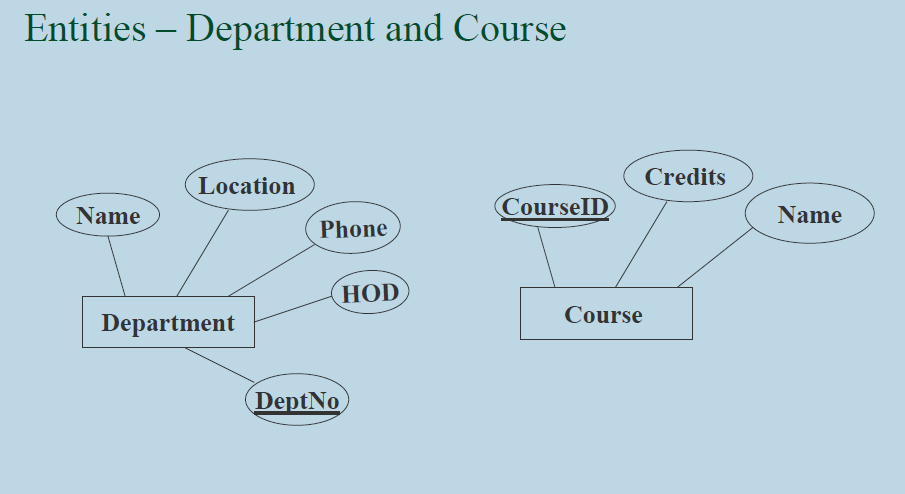 Entities – Department and Course
Name
Location
Phone
HOD
Department
DeptNo
CourseID
Credits
Name
Course